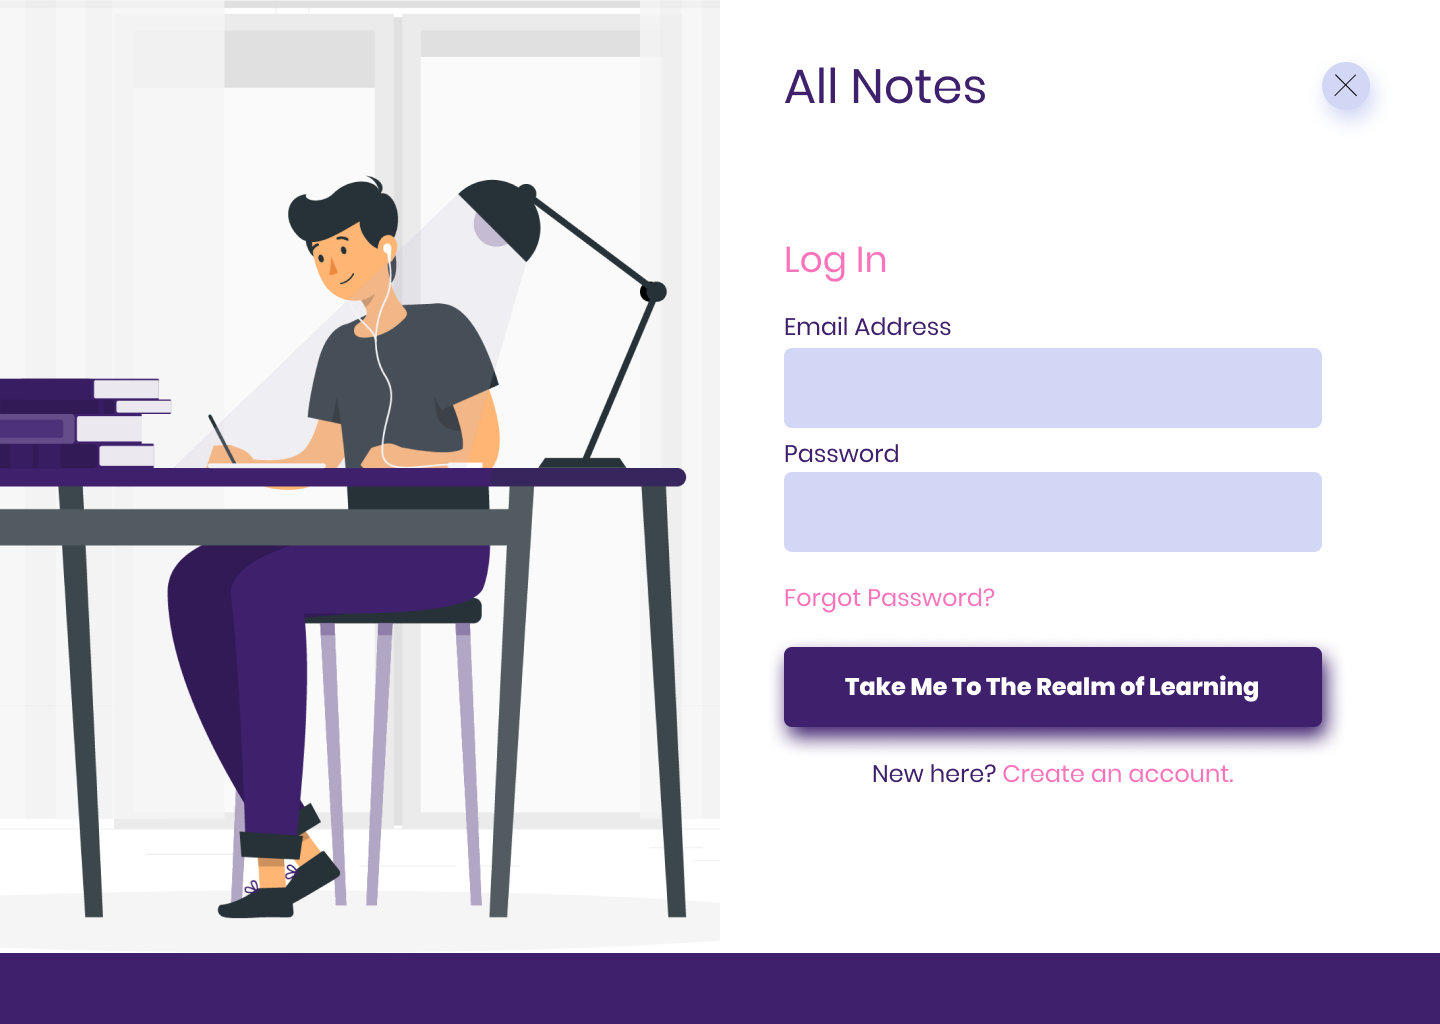 All Notes
Log In
Email Address
Password
Forgot Password?
Take Me To The Realm of Learning
New here? Create an account.